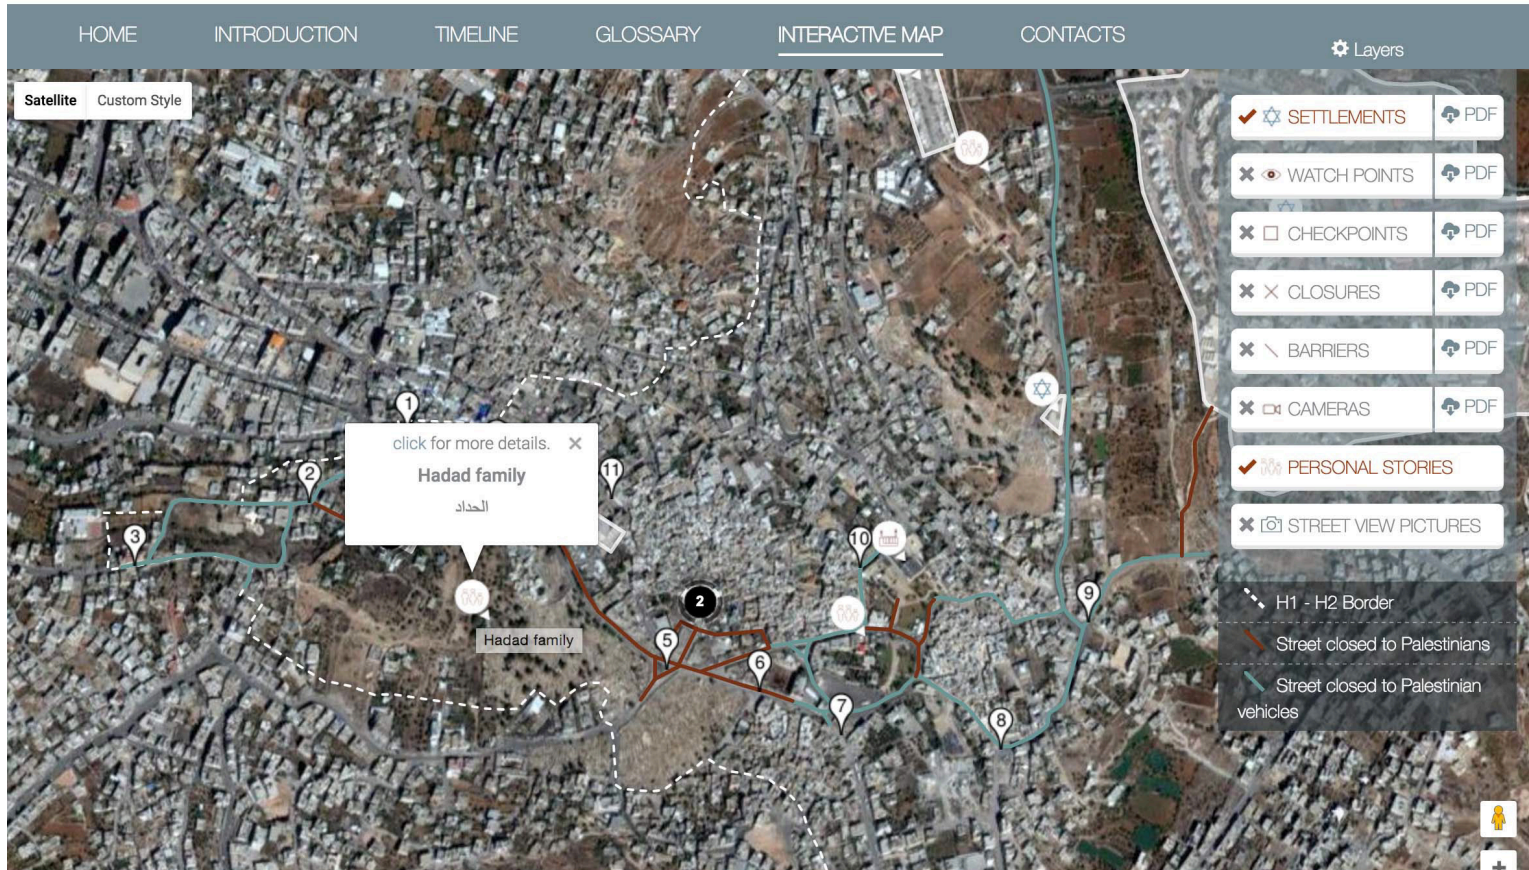 HOME INTRODUCTION TIMELINE GLOSSARY INTERACTIVE MAP CONTACTS
Layers
Satellite Custom Style
SETTLEMENTS PDF
WATCH POINTS PDF
CHECKPOINTS PDF
CLOSURES PDF
BARRIERS PDF
CAMERAS PDF
PERSONAL STORIES
STREET VIEW PICTURES
H1 - H2 Border
Street closed to Palestinians
Street closed to Palestinian
vehicles
1
click for more details.
Hadad family
الحداد
2
11
3
10
2
9
Hadad family
5
6
7
8
+